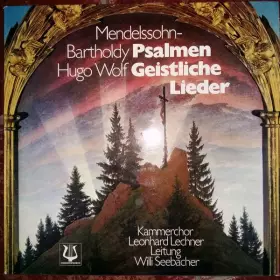 Mendelssohn-
Bartholdy Psalmen
Hugo Wolf Geistliche
Lieder
Kammerchor
Leonhard Lechner
Leitung
Willi Seebacher